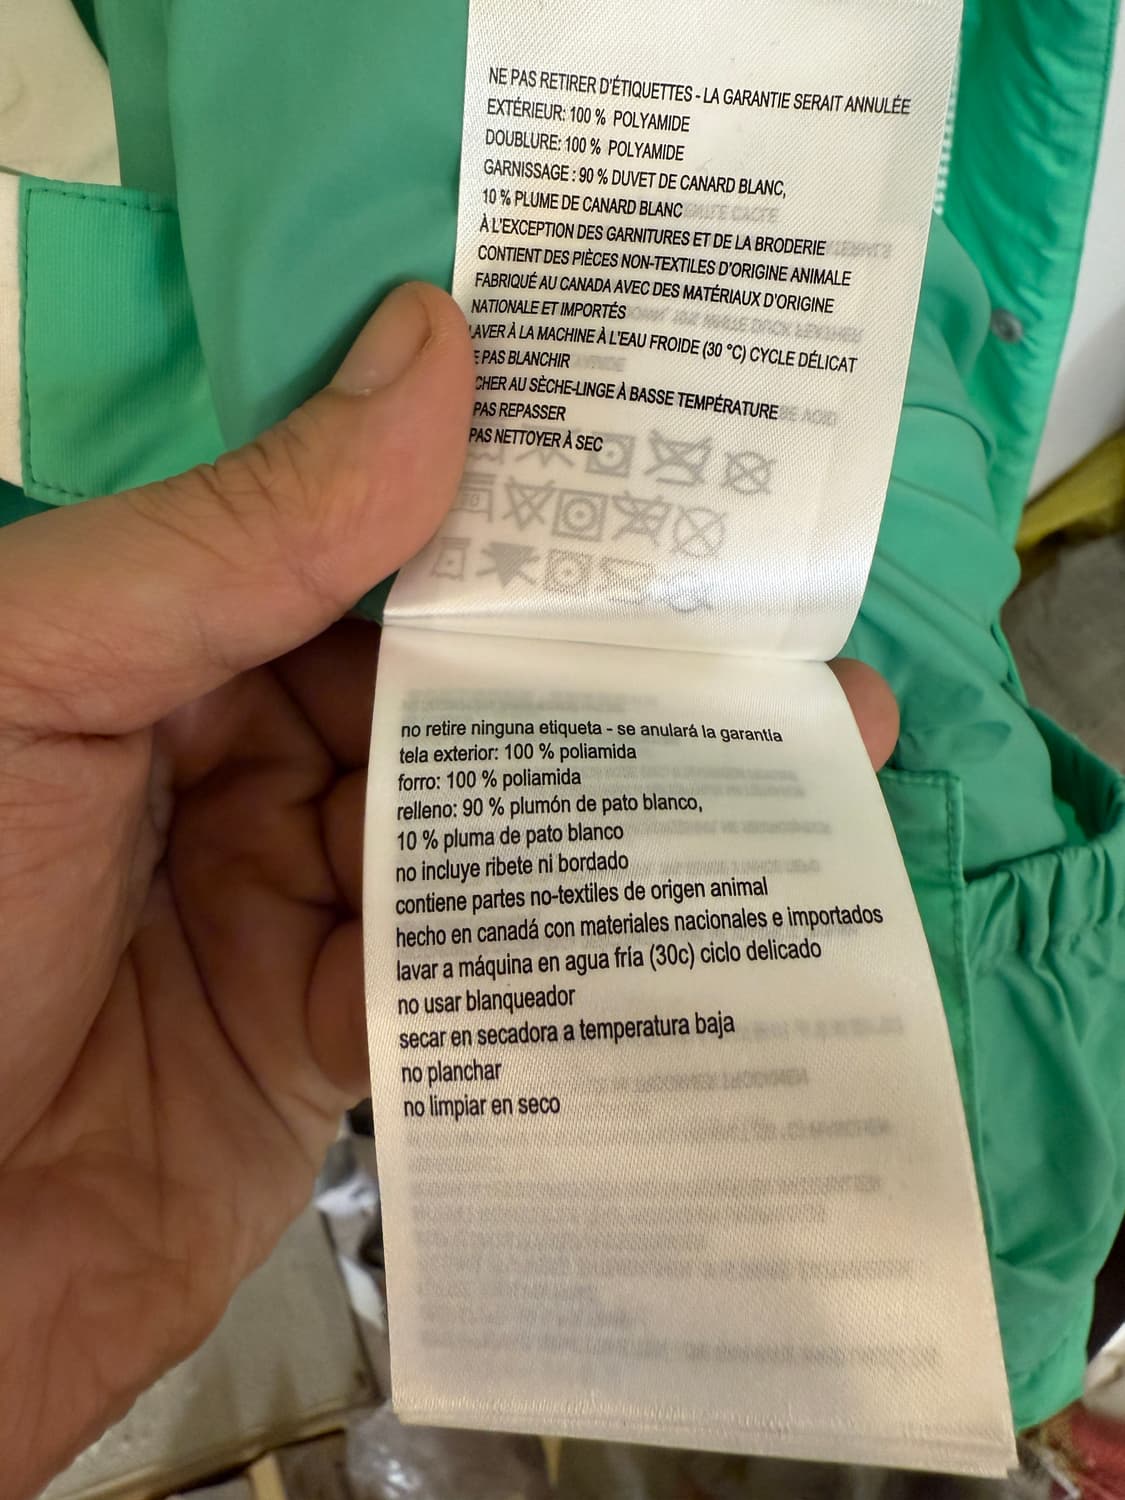 NE PAS RETIRER D'ÉTIQUETTES - LA GARANTIE SERAIT ANNULÉE
EXTÉRIEUR: 100 % POLYAMIDE
DOUBLURE: 100 % POLYAMIDE
GARNISSAGE : 90 % DUVET DE CANARD BLANC,
10 % PLUME DE CANARD BLANC
À L'EXCEPTION DES GARNITURES ET DE LA BRODERIE
CONTIENT DES PIÈCES NON-TEXTILES D'ORIGINE ANIMALE
FABRIQUÉ AU CANADA AVEC DES MATÉRIAUX D'ORIGINE
NATIONALE ET IMPORTÉS
LAVER À LA MACHINE À L'EAU FROIDE (30 °C) CYCLE DÉLICAT
E PAS BLANCHIR
CHER AU SÈCHE-LINGE À BASSE TEMPÉRATURE
PAS REPASSER
PAS NETTOYER À SEC
no retire ninguna etiqueta - se anulará la garantía
tela exterior: 100 % poliamida
forro: 100 % poliamida
relleno: 90 % plumón de pato blanco,
10 % pluma de pato blanco
no incluye ribete ni bordado
contiene partes no-textiles de origen animal
hecho en canadá con materiales nacionales e importados
lavar a máquina en agua fría (30c) ciclo delicado
no usar blanqueador
secar en secadora a temperatura baja
no planchar
no limpiar en seco